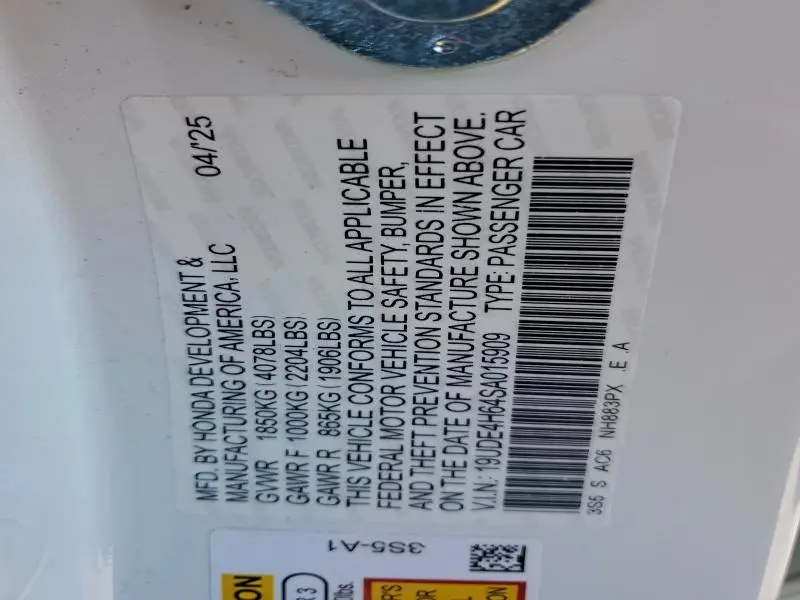 04/'25
MFD. BY HONDA DEVELOPMENT &
MANUFACTURING OF AMERICA, LLC
GVWR 1850KG (4078LBS)
GAWR F 1000KG (2204LBS)
GAWR R 865KG (1906LBS)
THIS VEHICLE CONFORMS TO ALL APPLICABLE
FEDERAL MOTOR VEHICLE SAFETY, BUMPER,
AND THEFT PREVENTION STANDARDS IN EFFECT
ON THE DATE OF MANUFACTURE SHOWN ABOVE.
V.I.N: 19UDE4H64SA015909 TYPE: PASSENGER CAR
3S5 S AC6 NH883PX .E .A
3S5-A1